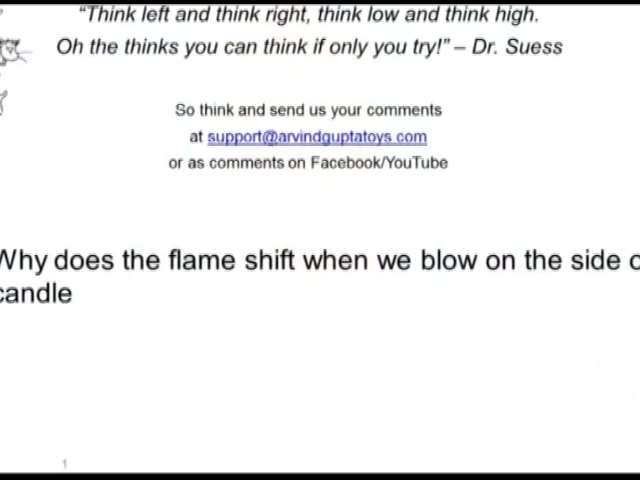 "Think left and think right, think low and think high.
Oh the thinks you can think if only you try!" – Dr. Suess
So think and send us your comments
at support@arvindguptatoys.com
or as comments on Facebook/YouTube
Why does the flame shift when we blow on the side
candle
1